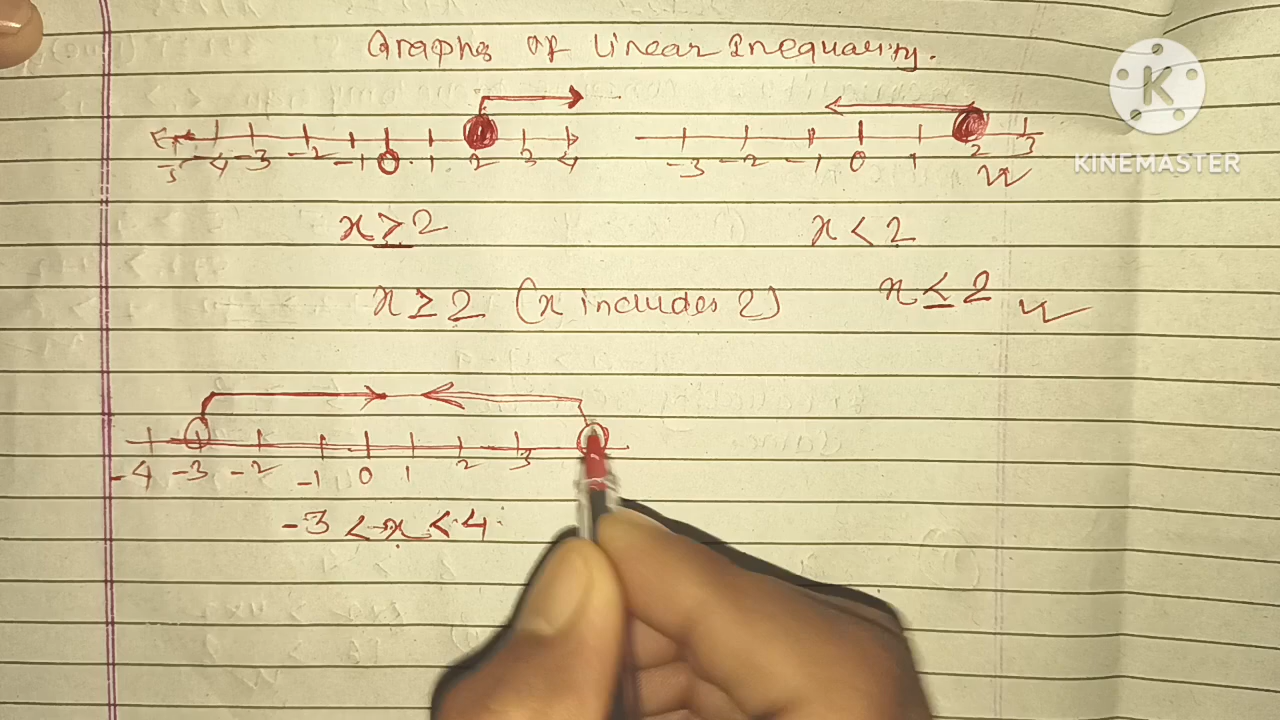 Graphs of Linear Inequality.
K
KINEMASTER
-5 -4 -3 -2 -1 0 1 2 3 4
-3 -2 -1 0 1 2 3
x ≥ 2
x < 2
x ≥ 2 (x includes 2)
x ≤ 2
-4 -3 -2 -1 0 1 2 3
-3 < x < 4